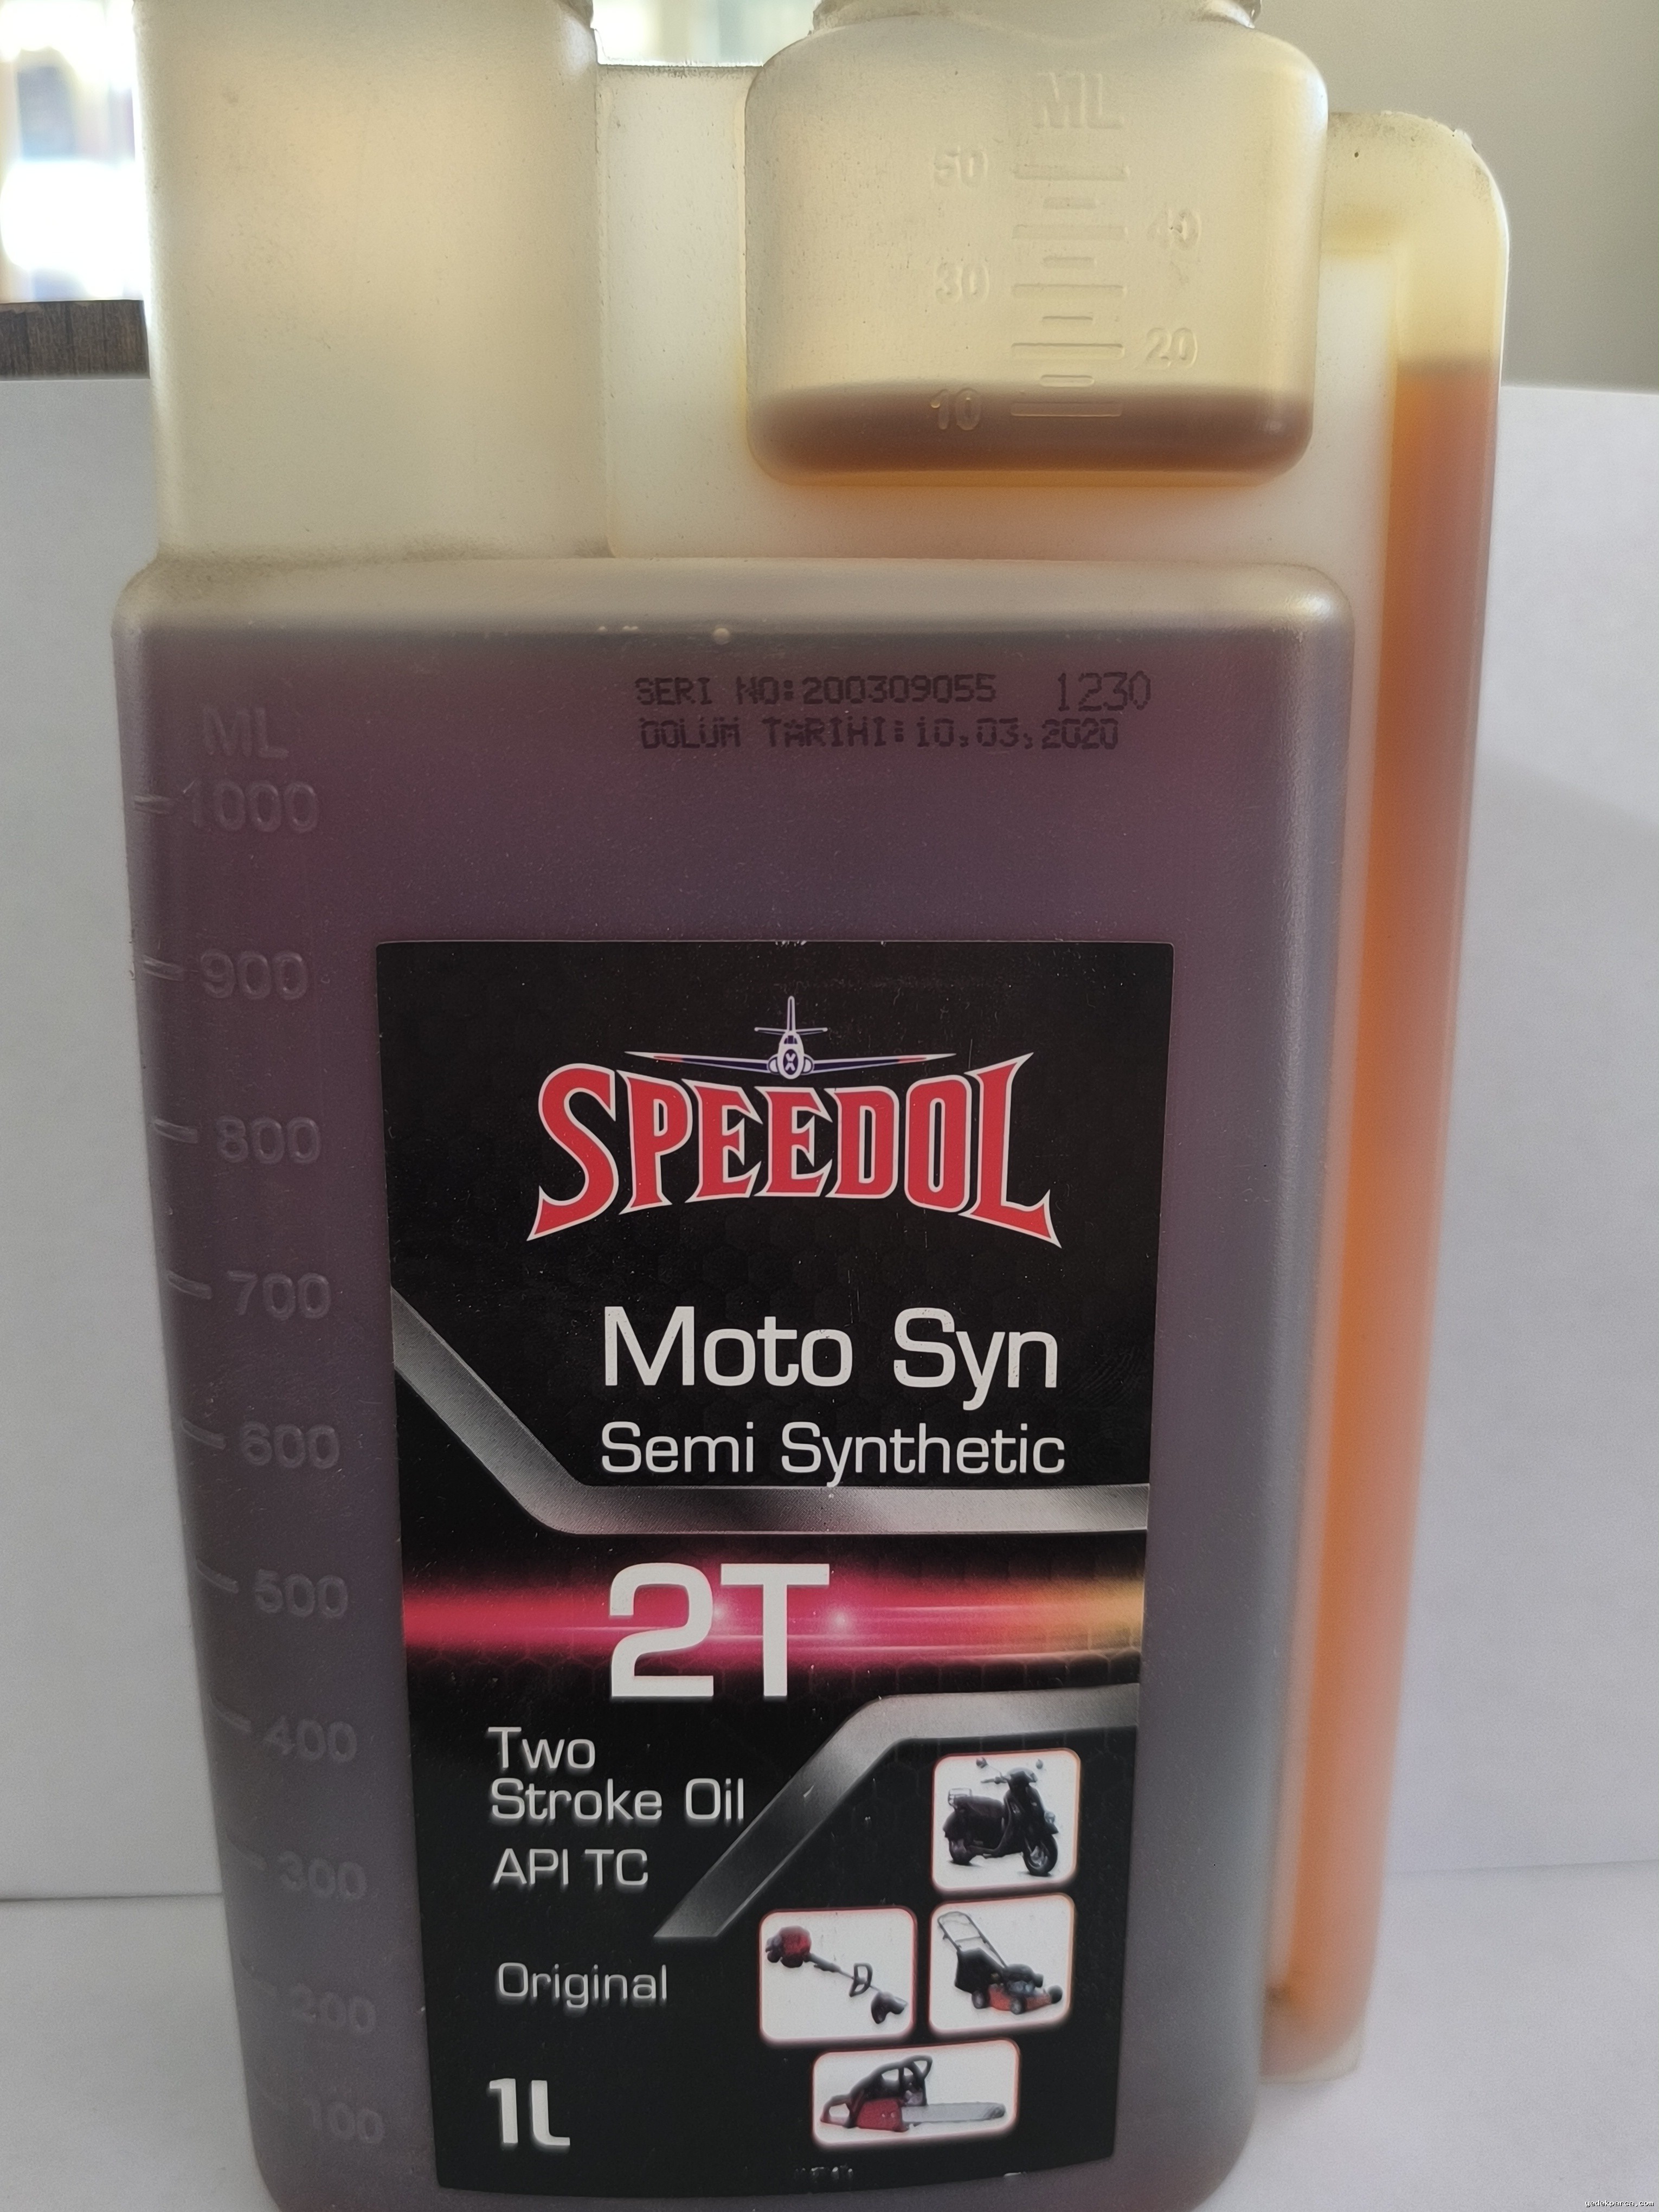 ML
50
40
30
20
10
SERI NO:200309055 1230
DOLUM TARIHI:10.03.2020
ML
1000
900
800
700
600
500
400
300
200
100
SPEEDOL
Moto Syn
Semi Synthetic
2T
Two
Stroke Oil
API TC
Original
1L
yedekparca.com